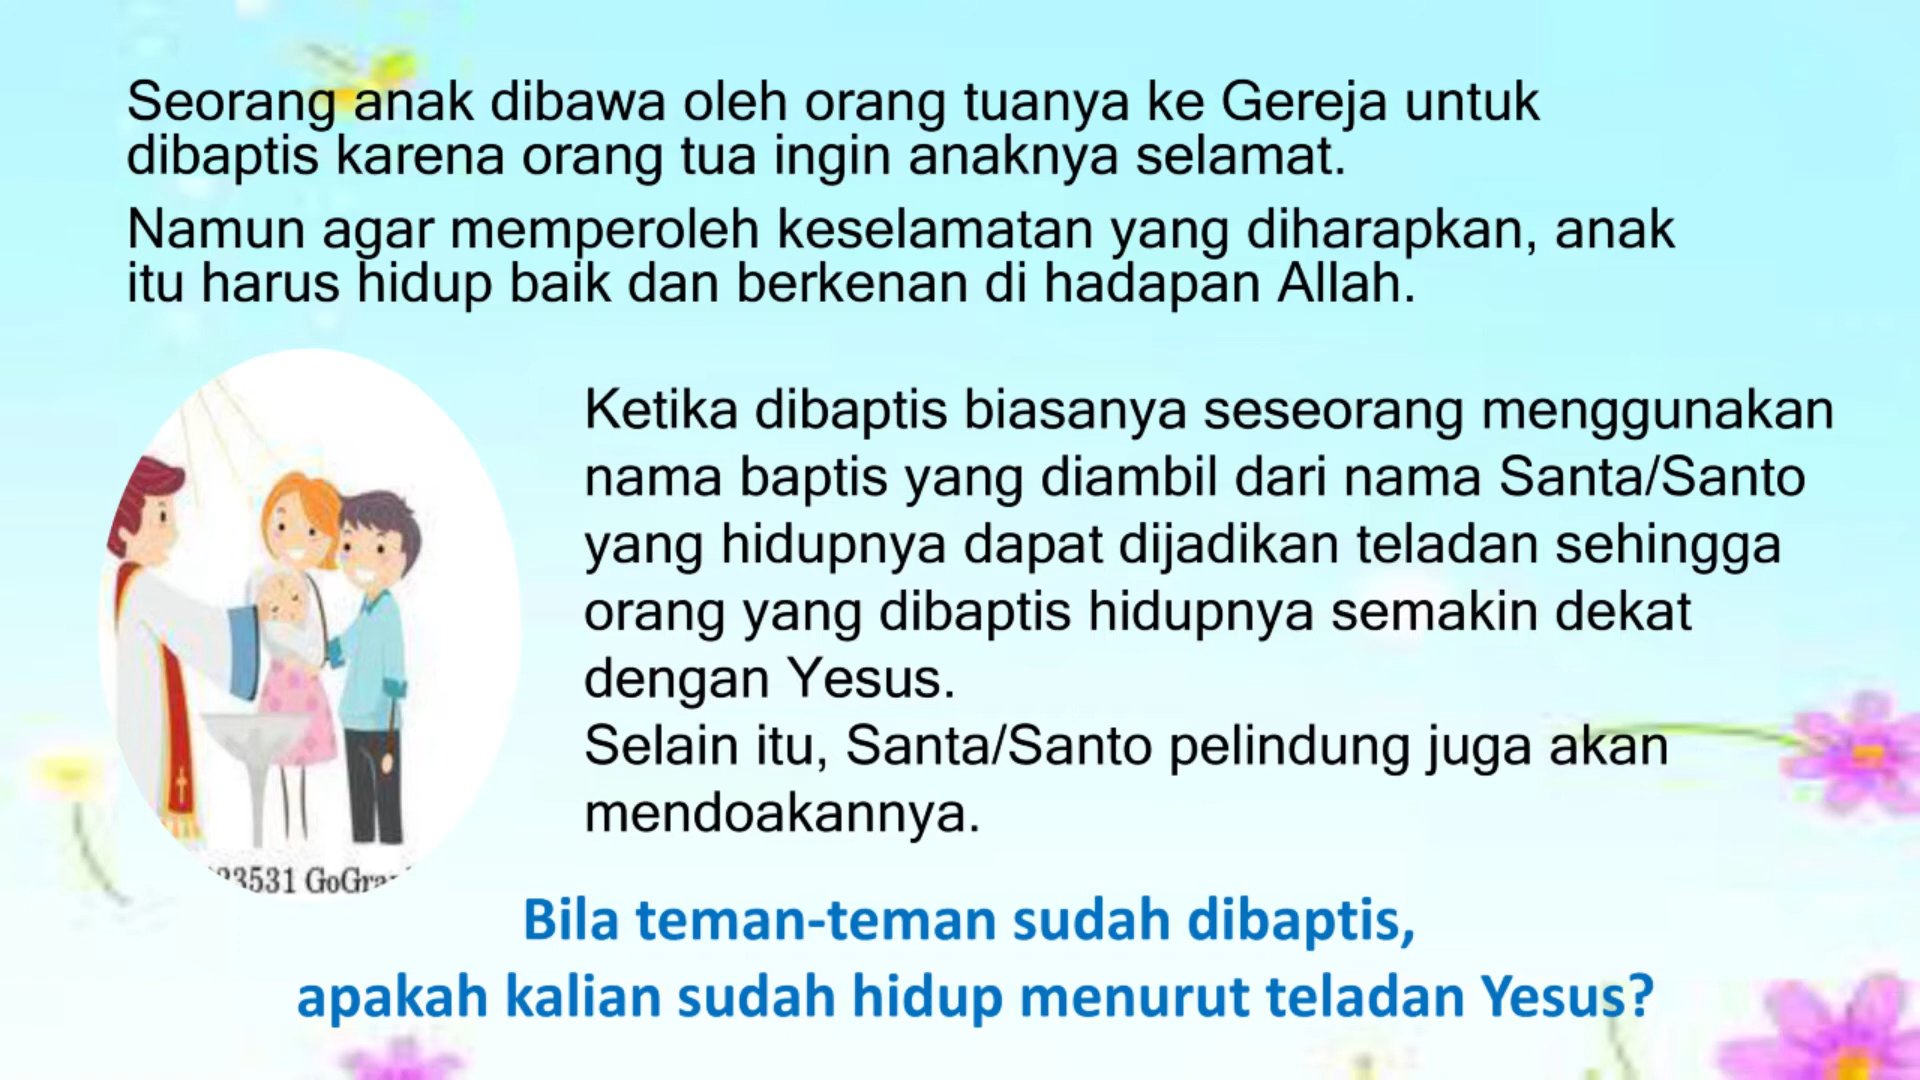 Seorang anak dibawa oleh orang tuanya ke Gereja untuk
dibaptis karena orang tua ingin anaknya selamat.
Namun agar memperoleh keselamatan yang diharapkan, anak
itu harus hidup baik dan berkenan di hadapan Allah.
Ketika dibaptis biasanya seseorang menggunakan
nama baptis yang diambil dari nama Santa/Santo
yang hidupnya dapat dijadikan teladan sehingga
orang yang dibaptis hidupnya semakin dekat
dengan Yesus.
Selain itu, Santa/Santo pelindung juga akan
mendoakannya.
Bila teman-teman sudah dibaptis,
apakah kalian sudah hidup menurut teladan Yesus?